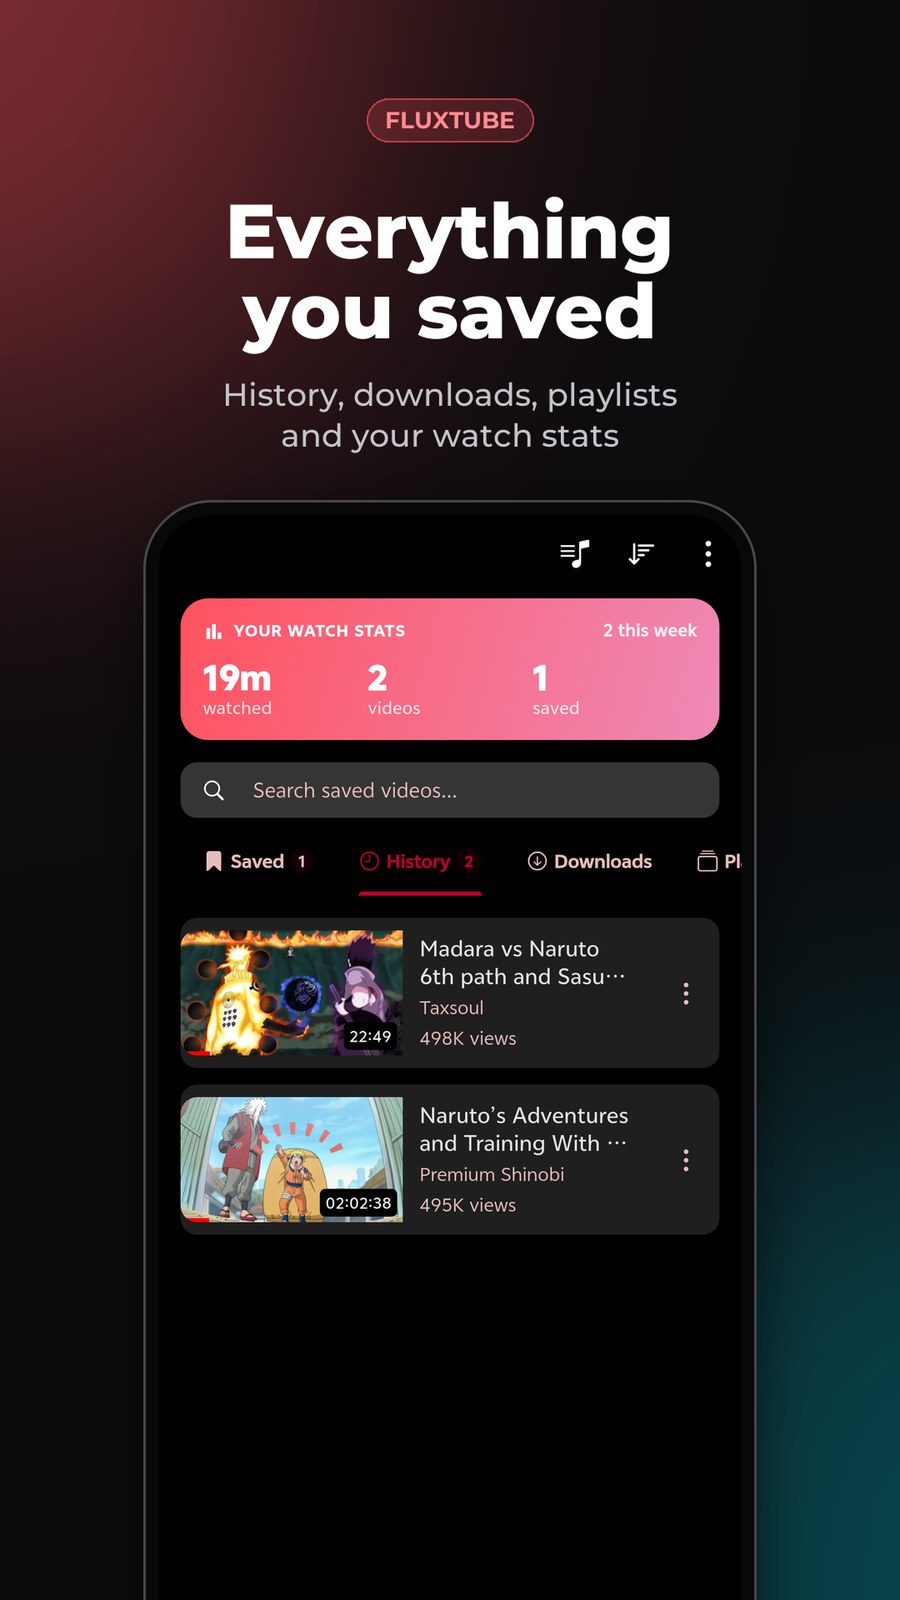 FLUXTUBE
Everything
you saved
History, downloads, playlists
and your watch stats
YOUR WATCH STATS
2 this week
19m
2
1
watched
videos
saved
Search saved videos...
Saved 1
History 2
Downloads
Pl
Madara vs Naruto
6th path and Sasu···
Taxsoul
498K views
22:49
Naruto’s Adventures
and Training With ···
Premium Shinobi
495K views
02:02:38